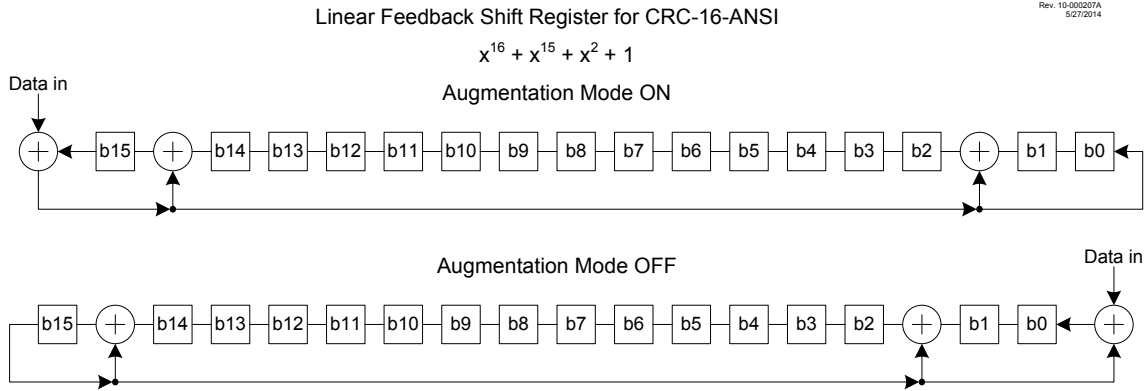 Linear Feedback Shift Register for CRC-16-ANSI
Rev. 10-000207A
5/27/2014
x¹⁶ + x¹⁵ + x² + 1
Data in
Augmentation Mode ON
b15 b14 b13 b12 b11 b10 b9 b8 b7 b6 b5 b4 b3 b2 b1 b0
Augmentation Mode OFF
Data in
b15 b14 b13 b12 b11 b10 b9 b8 b7 b6 b5 b4 b3 b2 b1 b0